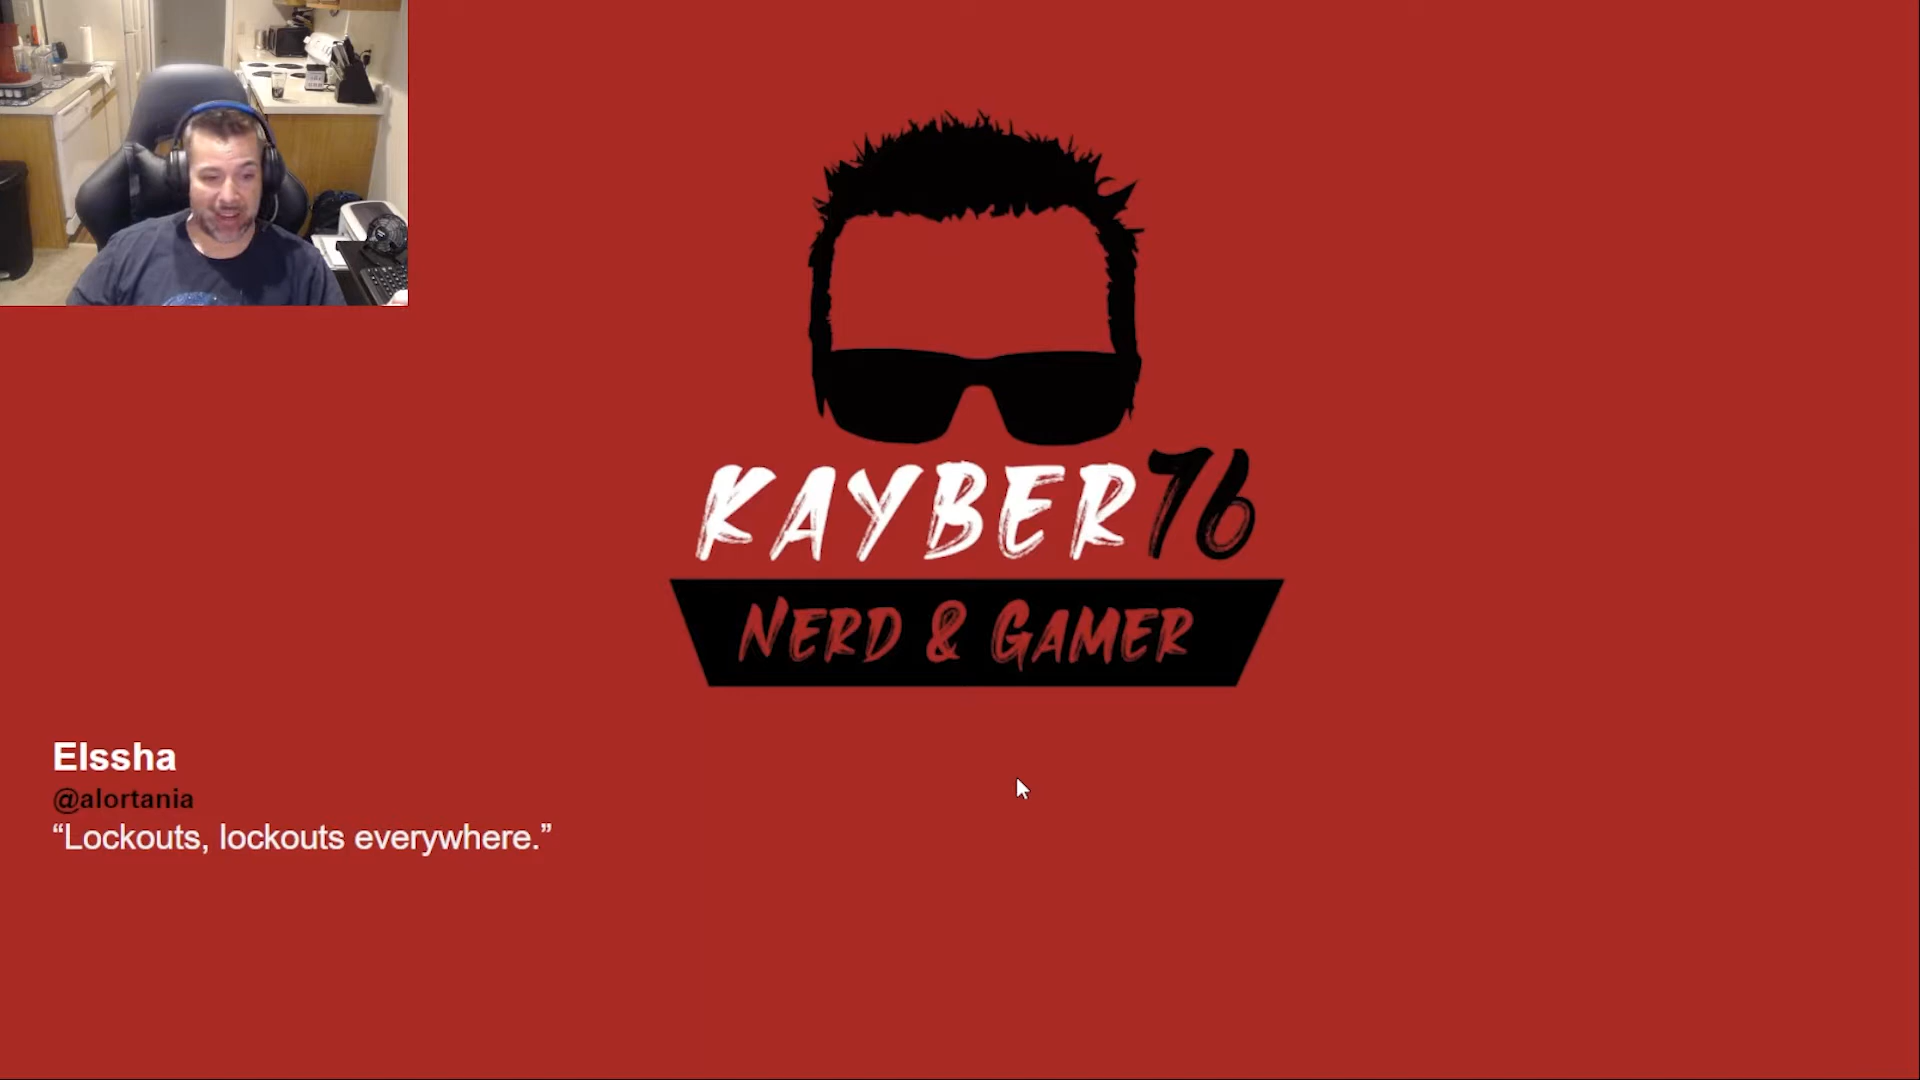 KAYBER76
NERD & GAMER
Elssha
@alortania
“Lockouts, lockouts everywhere.”